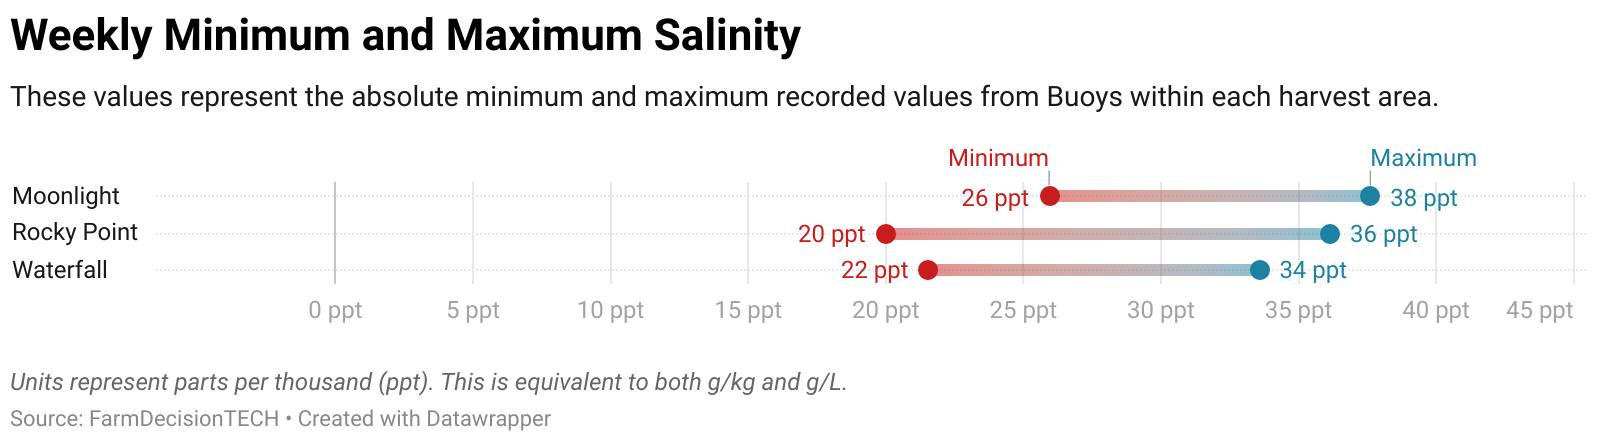 Weekly Minimum and Maximum Salinity
These values represent the absolute minimum and maximum recorded values from Buoys within each harvest area.
Minimum Maximum
Moonlight 26 ppt 38 ppt
Rocky Point 20 ppt 36 ppt
Waterfall 22 ppt 34 ppt
0 ppt 5 ppt 10 ppt 15 ppt 20 ppt 25 ppt 30 ppt 35 ppt 40 ppt 45 ppt
Units represent parts per thousand (ppt). This is equivalent to both g/kg and g/L.
Source: FarmDecisionTECH • Created with Datawrapper